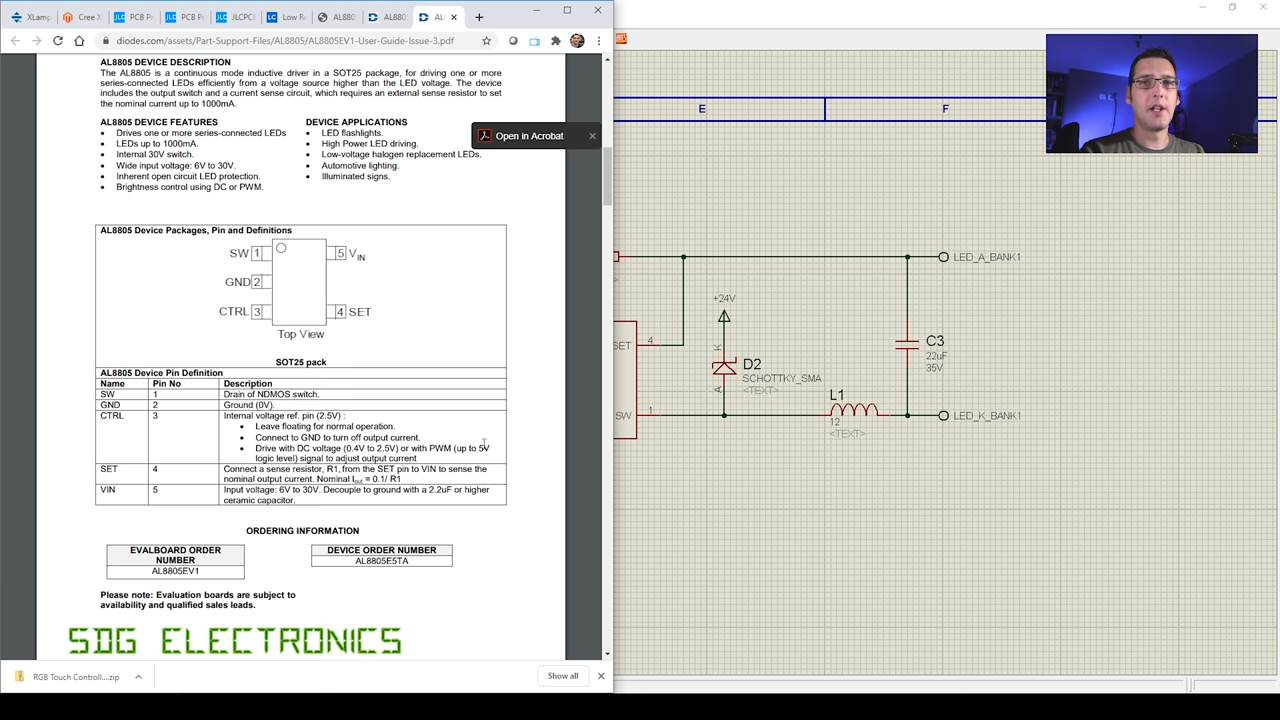 XLamp
Cree X
PCB Pr
PCB Pr
JLCPCB
Low Re
AL880
AL880
AL
diodes.com/assets/Part-Support-Files/AL8805/AL8805EV1-User-Guide-Issue-3.pdf
AL8805 DEVICE DESCRIPTION
The AL8805 is a continuous mode inductive driver in a SOT25 package, for driving one or more
series-connected LEDs efficiently from a voltage source higher than the LED voltage. The device
includes the output switch and a current sense circuit, which requires an external sense resistor to set
the nominal current up to 1000mA.
AL8805 DEVICE FEATURES
• Drives one or more series-connected LEDs
• LEDs up to 1000mA.
• Internal 30V switch.
• Wide input voltage: 6V to 30V.
• Inherent open circuit LED protection.
• Brightness control using DC or PWM.
DEVICE APPLICATIONS
• LED flashlights.
• High Power LED driving.
• Low-voltage halogen replacement LEDs.
• Automotive lighting.
• Illuminated signs.
Open in Acrobat
AL8805 Device Packages, Pin and Definitions
SW 1
5 VIN
GND 2
CTRL 3
4 SET
Top View
SOT25 pack
AL8805 Device Pin Definition
Name Pin No Description
SW 1 Drain of NDMOS switch.
GND 2 Ground (0V).
CTRL 3 Internal voltage ref. pin (2.5V) :
• Leave floating for normal operation.
• Connect to GND to turn off output current.
• Drive with DC voltage (0.4V to 2.5V) or with PWM (up to 5V
logic level) signal to adjust output current
SET 4 Connect a sense resistor, R1, from the SET pin to VIN to sense the
nominal output current. Nominal Iout = 0.1/ R1
VIN 5 Input voltage: 6V to 30V. Decouple to ground with a 2.2uF or higher
ceramic capacitor.
ORDERING INFORMATION
EVALBOARD ORDER
NUMBER
AL8805EV1
DEVICE ORDER NUMBER
AL8805E5TA
Please note: Evaluation boards are subject to
availability and qualified sales leads.
SDG ELECTRONICS
RGB Touch Controll....zip
Show all
E
F
LED_A_BANK1
+24V
SET
4
K
D2
SCHOTTKY_SMA
<TEXT>
A
C3
22uF
35V
L1
12
<TEXT>
SW
1
LED_K_BANK1